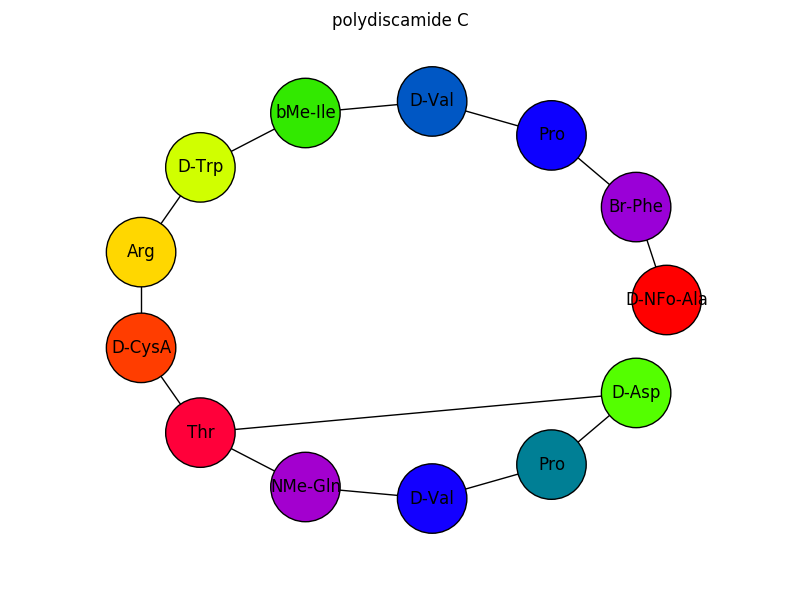 polydiscamide C
D-Val
bMe-Ile
Pro
D-Trp
Br-Phe
Arg
D-NFo-Ala
D-CysA
D-Asp
Thr
Pro
NMe-Gln
D-Val